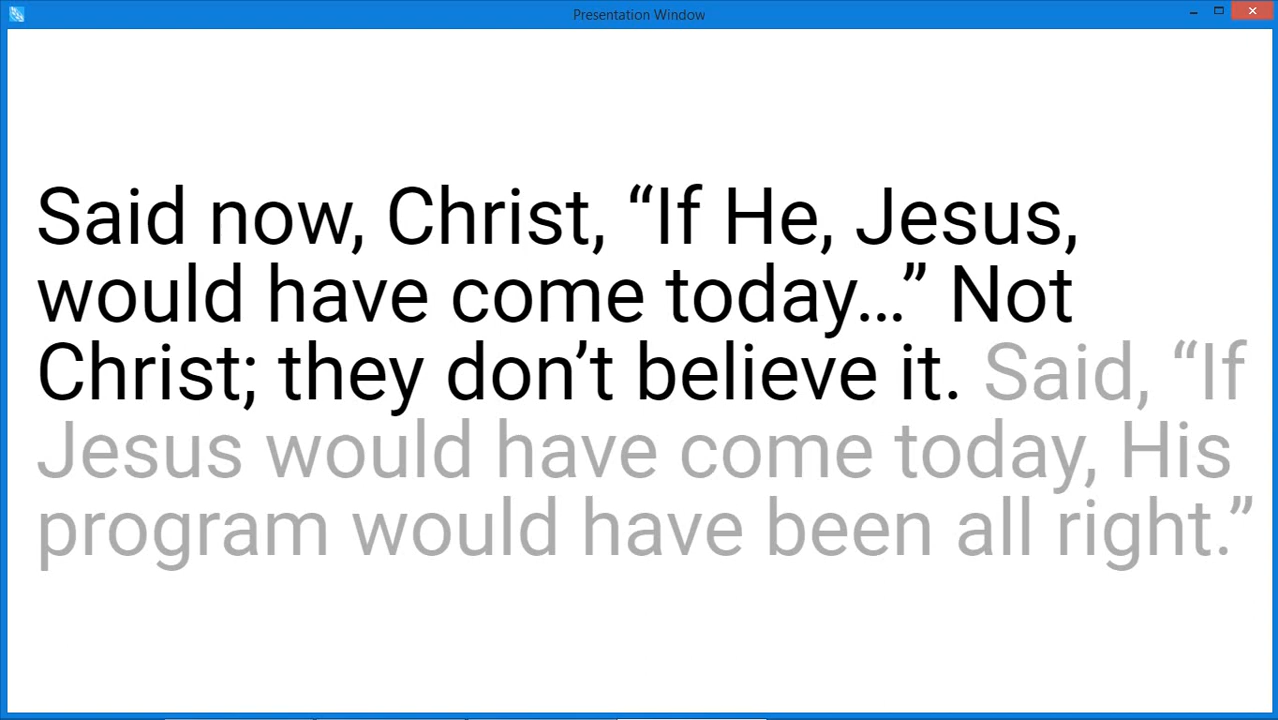 Presentation Window
Said now, Christ, “If He, Jesus,
would have come today…” Not
Christ; they don’t believe it. Said, “If
Jesus would have come today, His
program would have been all right.”